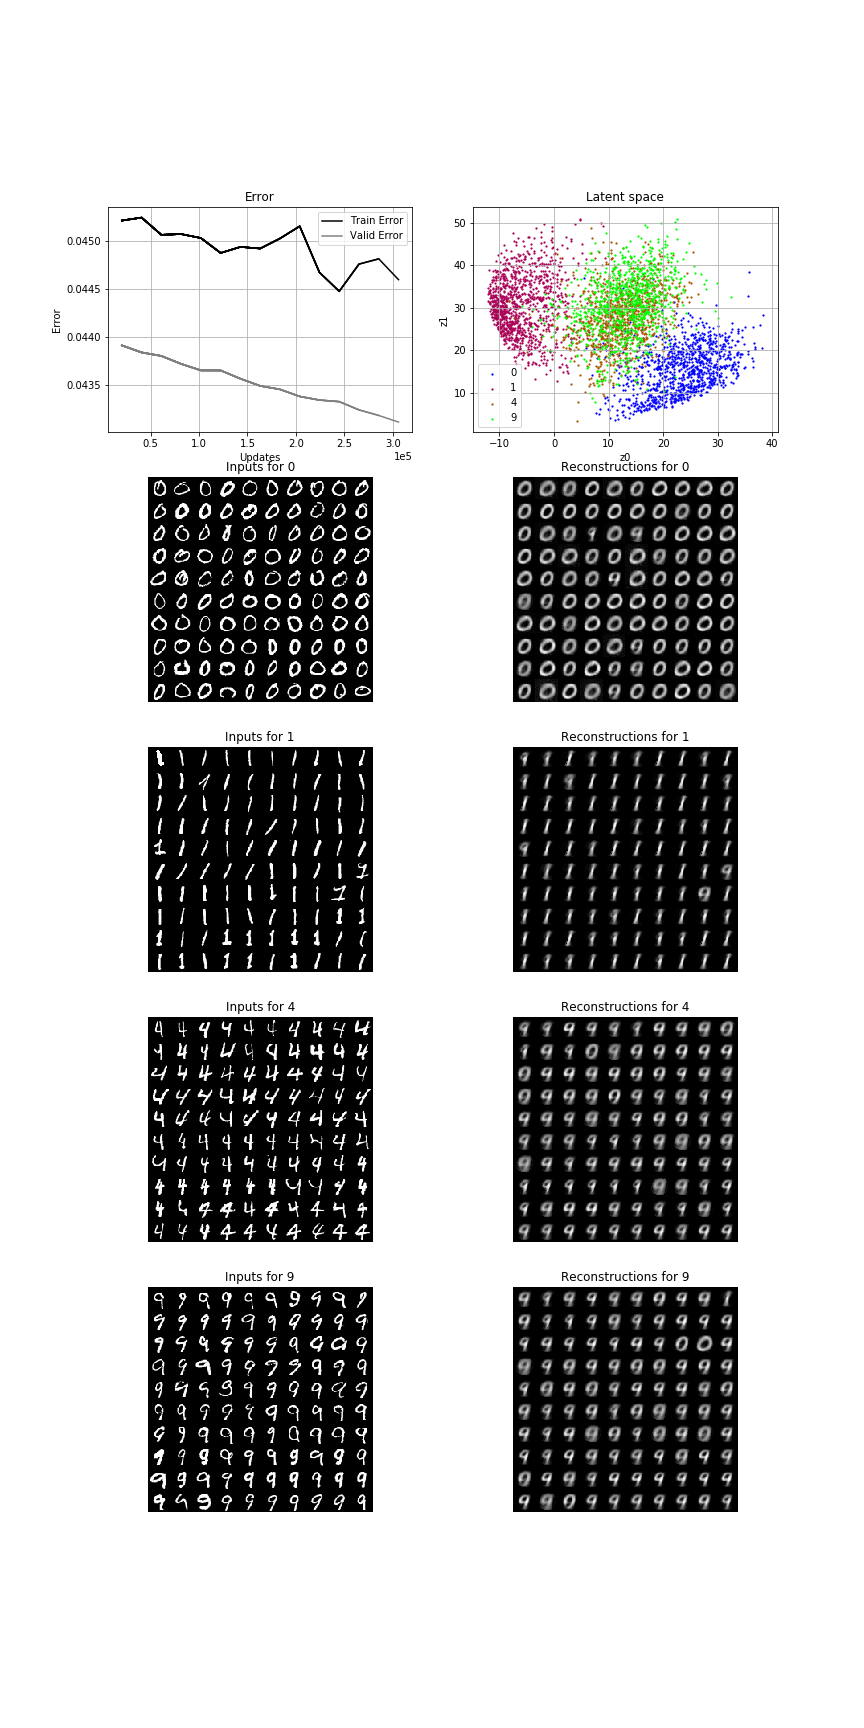 Error
Train Error
Valid Error
0.0450
0.0445
0.0440
0.0435
Error
0.5
1.0
1.5
2.0
2.5
3.0
1e5
Updates
Latent space
50
40
30
20
10
z1
0
1
4
9
−10
0
10
20
30
40
z0
Inputs for 0
Reconstructions for 0
Inputs for 1
Reconstructions for 1
Inputs for 4
Reconstructions for 4
Inputs for 9
Reconstructions for 9